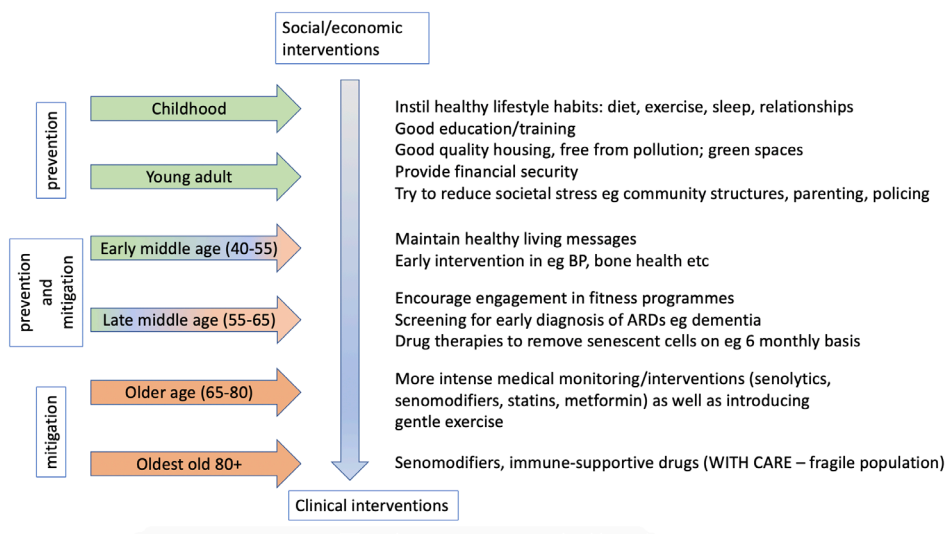 Social/economic
interventions
prevention
Childhood
Young adult
Instil healthy lifestyle habits: diet, exercise, sleep, relationships
Good education/training
Good quality housing, free from pollution; green spaces
Provide financial security
Try to reduce societal stress eg community structures, parenting, policing
prevention
and
mitigation
Early middle age (40-55)
Maintain healthy living messages
Early intervention in eg BP, bone health etc
Late middle age (55-65)
Encourage engagement in fitness programmes
Screening for early diagnosis of ARDs eg dementia
Drug therapies to remove senescent cells on eg 6 monthly basis
mitigation
Older age (65-80)
More intense medical monitoring/interventions (senolytics,
senomodifiers, statins, metformin) as well as introducing
gentle exercise
Oldest old 80+
Senomodifiers, immune-supportive drugs (WITH CARE – fragile population)
Clinical interventions